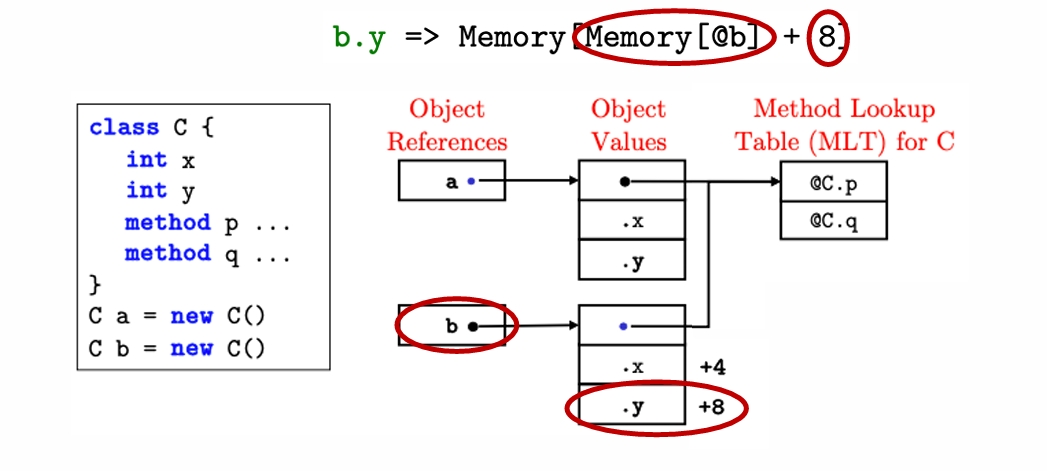 b.y => Memory[Memory[@b] + 8]
class C {
int x
int y
method p ...
method q ...
}
C a = new C()
C b = new C()
Object
References
a
b
Object
Values
.x
.y
.x +4
.y +8
Method Lookup
Table (MLT) for C
@C.p
@C.q